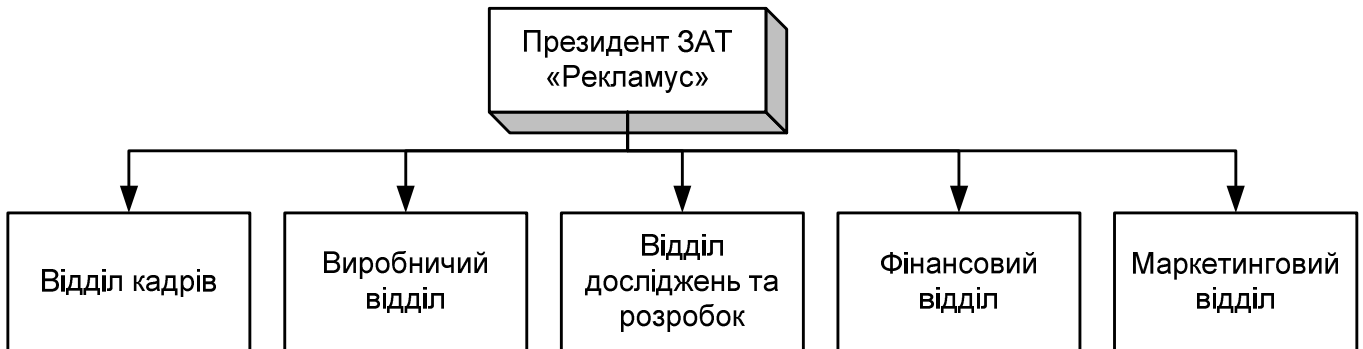 Президент ЗАТ
«Рекламус»
Відділ кадрів
Виробничий
відділ
Відділ
досліджень та
розробок
Фінансовий
відділ
Маркетинговий
відділ